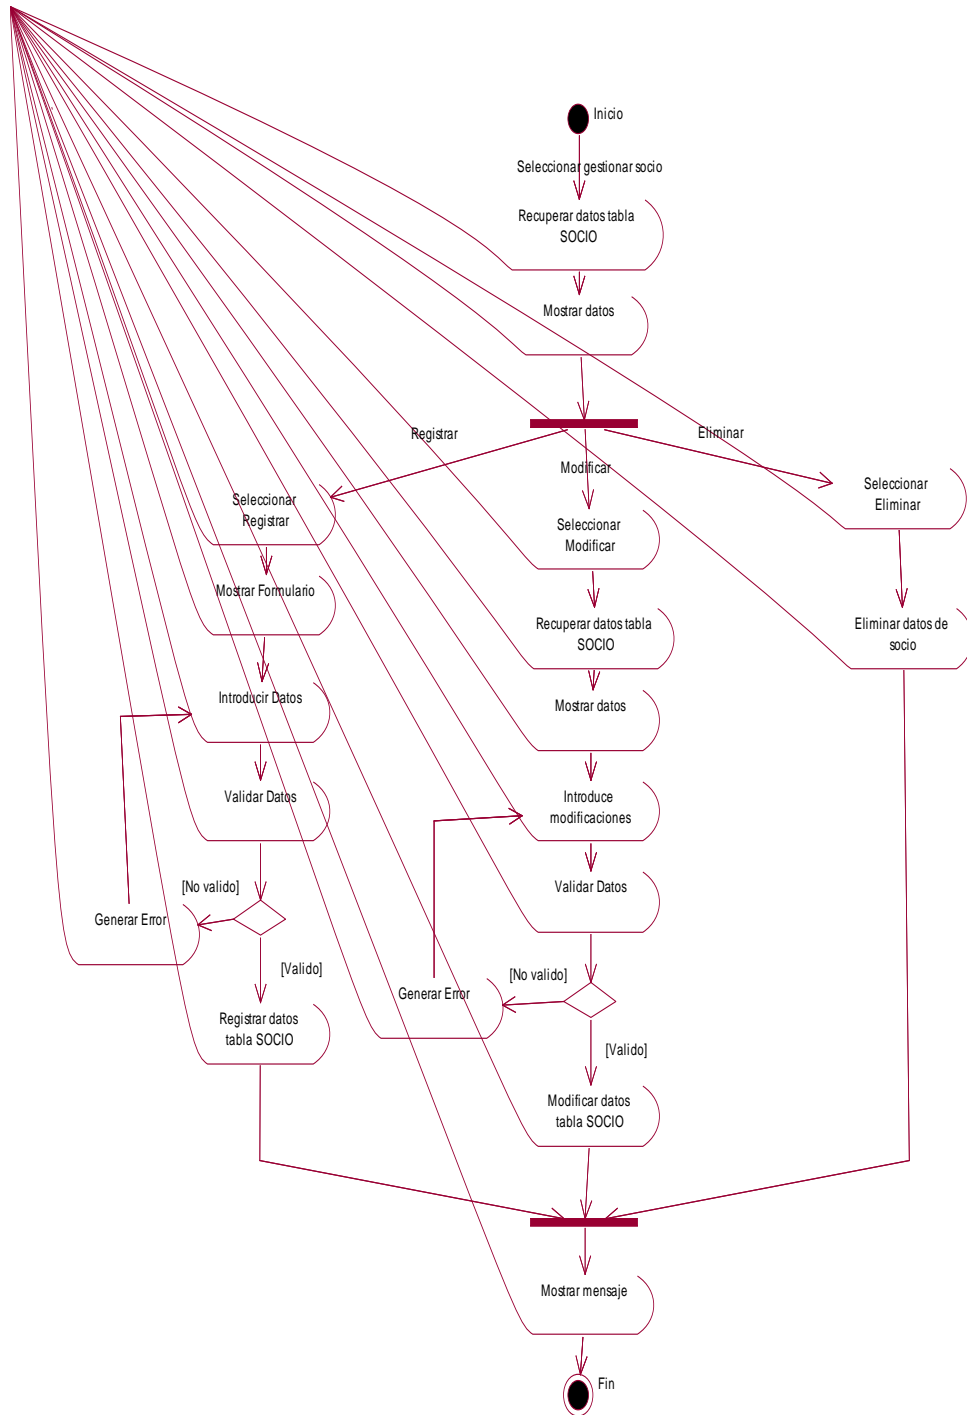 Inicio
Seleccionar gestionar socio
Recuperar datos tabla
SOCIO
Mostrar datos
Registrar
Modificar
Eliminar
Seleccionar
Registrar
Seleccionar
Modificar
Seleccionar
Eliminar
Mostrar Formulario
Recuperar datos tabla
SOCIO
Eliminar datos de
socio
Introducir Datos
Mostrar datos
Validar Datos
Introduce
modificaciones
Validar Datos
[No valido]
Generar Error
[Valido]
[No valido]
Generar Error
Registrar datos
tabla SOCIO
[Valido]
Modificar datos
tabla SOCIO
Mostrar mensaje
Fin